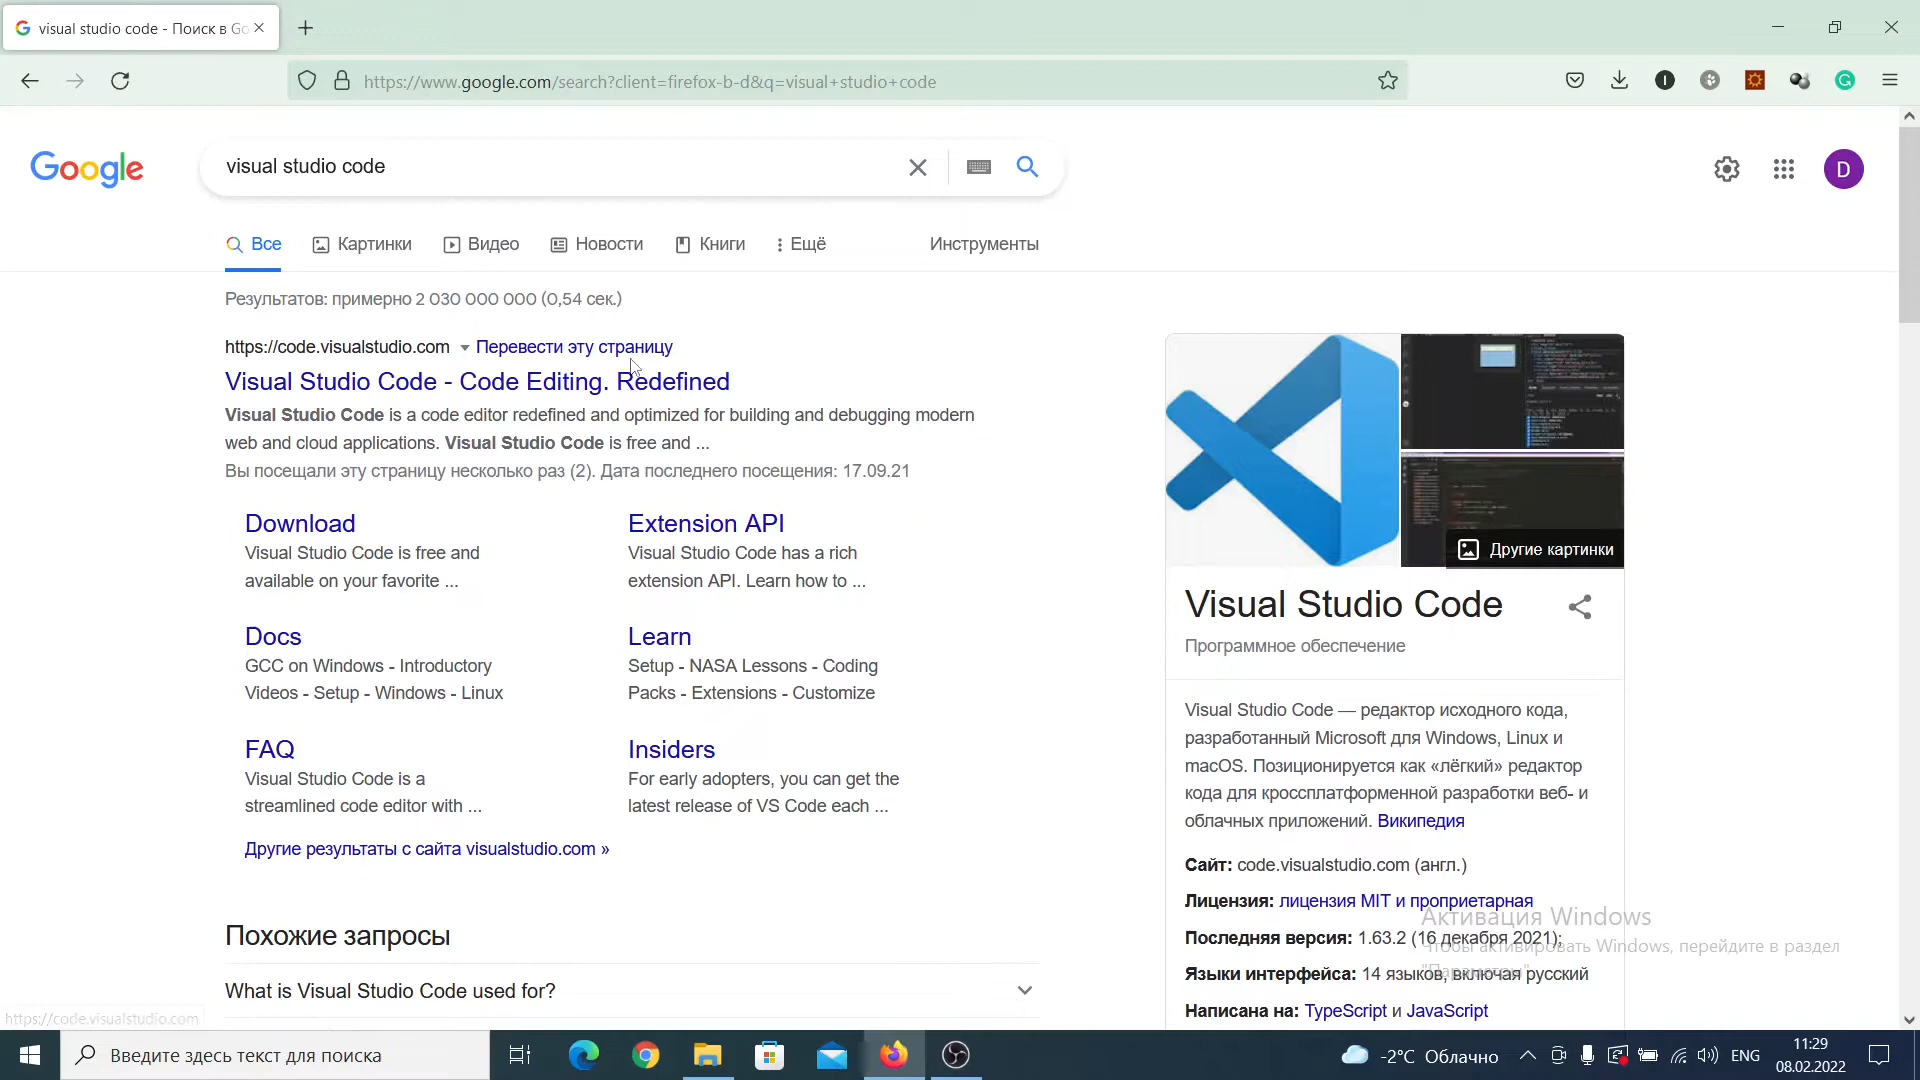 visual studio code - Поиск в Go
https://www.google.com/search?client=firefox-b-d&q=visual+studio+code
Google
visual studio code
D
Все
Картинки
Видео
Новости
Книги
Ещё
Инструменты
Результатов: примерно 2 030 000 000 (0,54 сек.)
https://code.visualstudio.com
Перевести эту страницу
Visual Studio Code - Code Editing. Redefined
Visual Studio Code is a code editor redefined and optimized for building and debugging modern
web and cloud applications. Visual Studio Code is free and ...
Вы посещали эту страницу несколько раз (2). Дата последнего посещения: 17.09.21
Download
Visual Studio Code is free and
available on your favorite ...
Extension API
Visual Studio Code has a rich
extension API. Learn how to ...
Docs
GCC on Windows - Introductory
Videos - Setup - Windows - Linux
Learn
Setup - NASA Lessons - Coding
Packs - Extensions - Customize
FAQ
Visual Studio Code is a
streamlined code editor with ...
Insiders
For early adopters, you can get the
latest release of VS Code each ...
Другие результаты с сайта visualstudio.com »
Похожие запросы
What is Visual Studio Code used for?
Другие картинки
Visual Studio Code
Программное обеспечение
Visual Studio Code — редактор исходного кода,
разработанный Microsoft для Windows, Linux и
macOS. Позиционируется как «лёгкий» редактор
кода для кроссплатформенной разработки веб- и
облачных приложений. Википедия
Сайт: code.visualstudio.com (англ.)
Лицензия: лицензия MIT и проприетарная
Последняя версия: 1.63.2 (16 декабря 2021);
Языки интерфейса: 14 языков, включая русский
Написана на: TypeScript и JavaScript
Активация Windows
Чтобы активировать Windows, перейдите в раздел
"Параметры".
https://code.visualstudio.com
Введите здесь текст для поиска
-2°C Облачно
ENG
11:29
08.02.2022